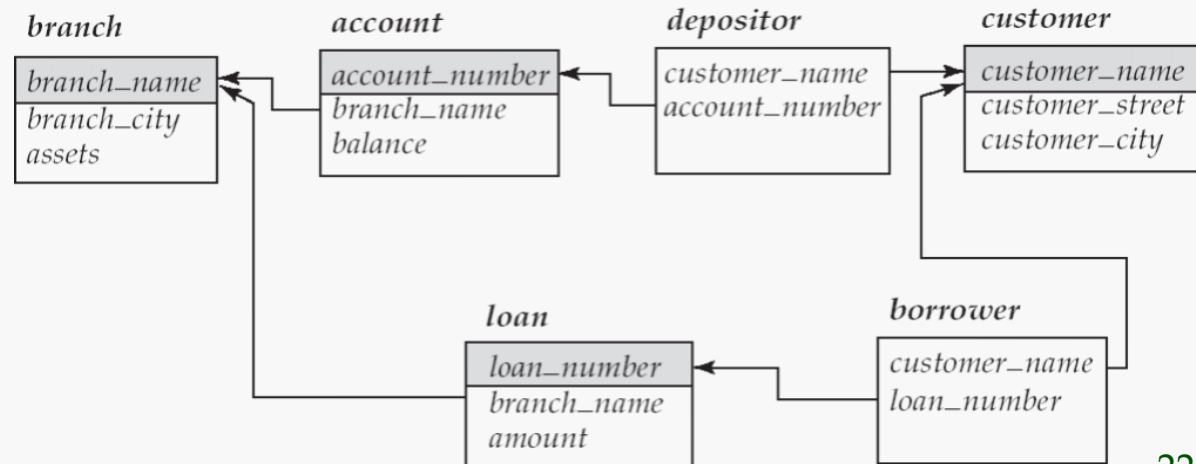 branch
branch_name
branch_city
assets
account
account_number
branch_name
balance
depositor
customer_name
account_number
customer
customer_name
customer_street
customer_city
loan
loan_number
branch_name
amount
borrower
customer_name
loan_number